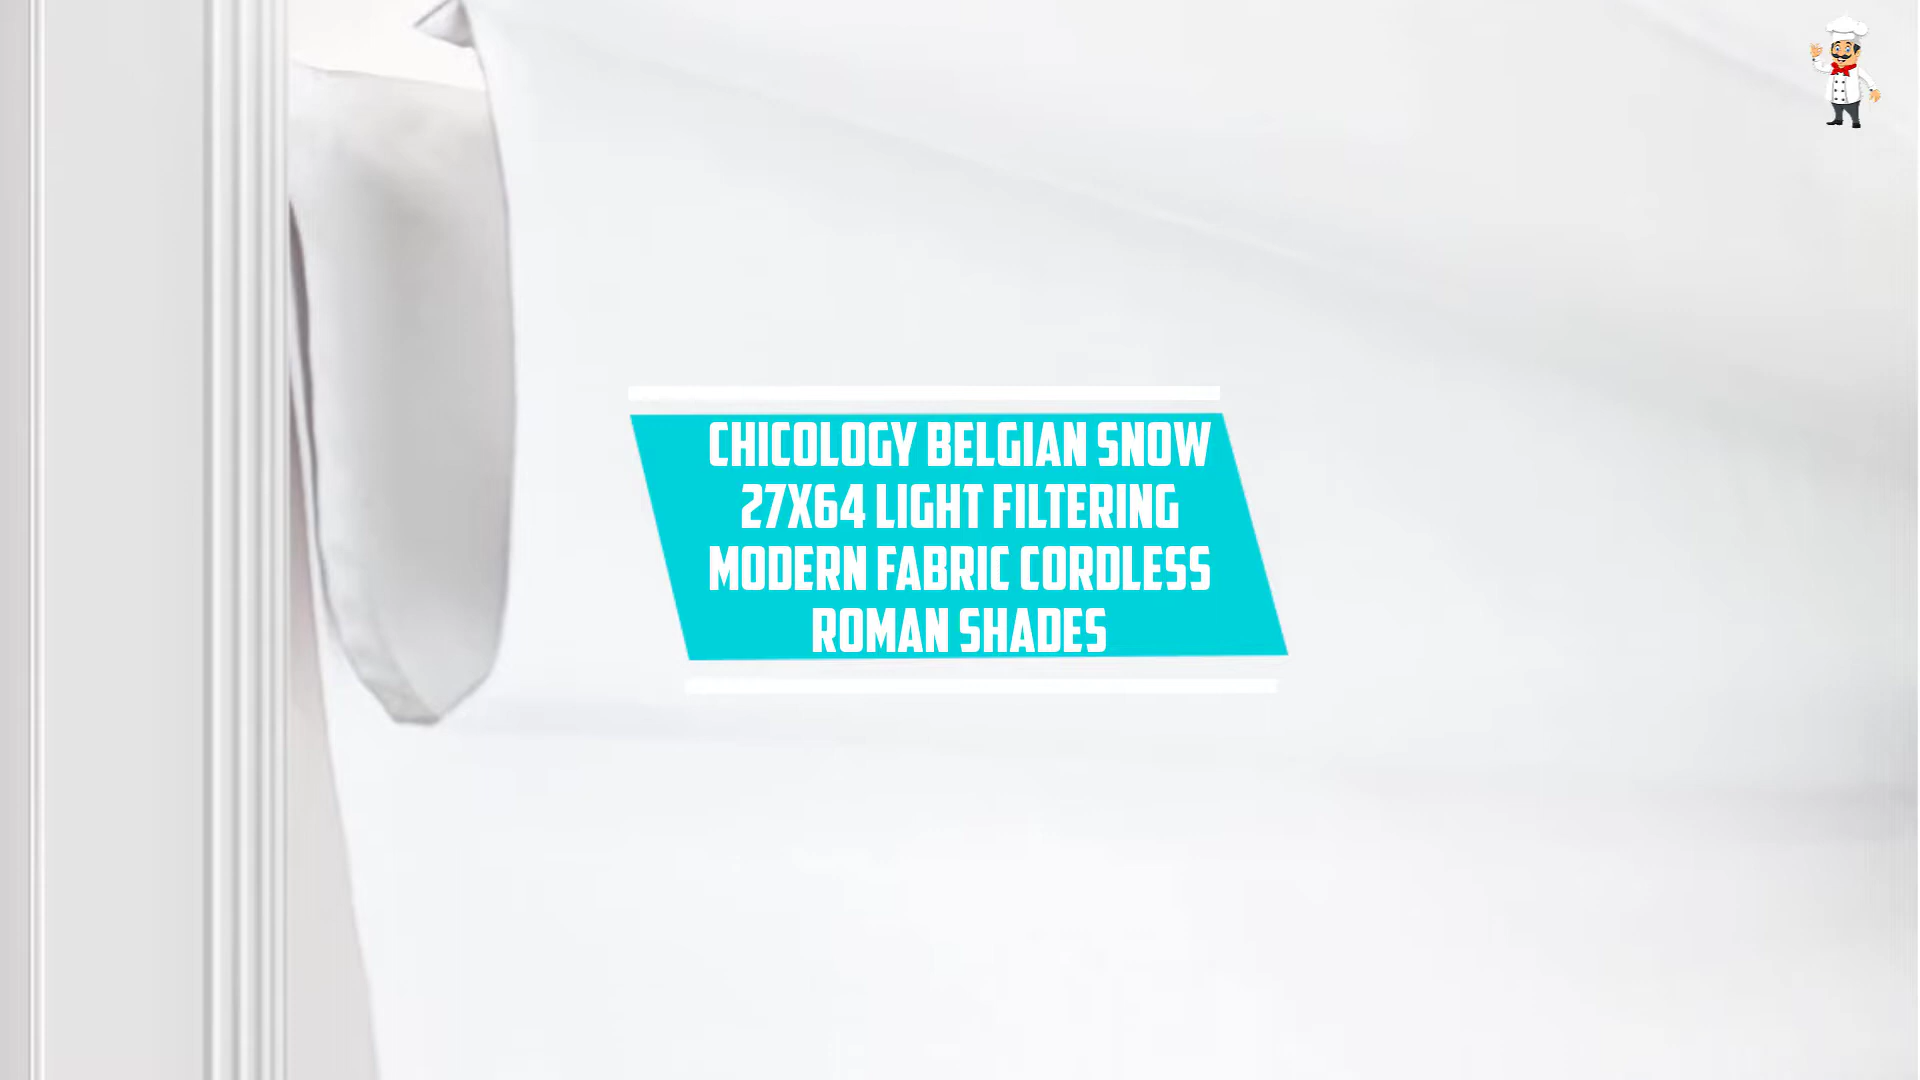 CHICOLOGY BELGIAN SNOW
27X64 LIGHT FILTERING
MODERN FABRIC CORDLESS
ROMAN SHADES